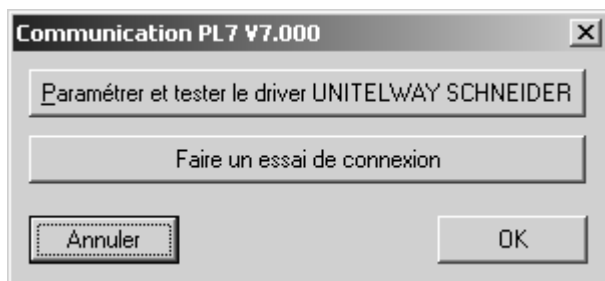 Communication PL7 V7.000
Paramétrer et tester le driver UNITELWAY SCHNEIDER
Faire un essai de connexion
Annuler
OK